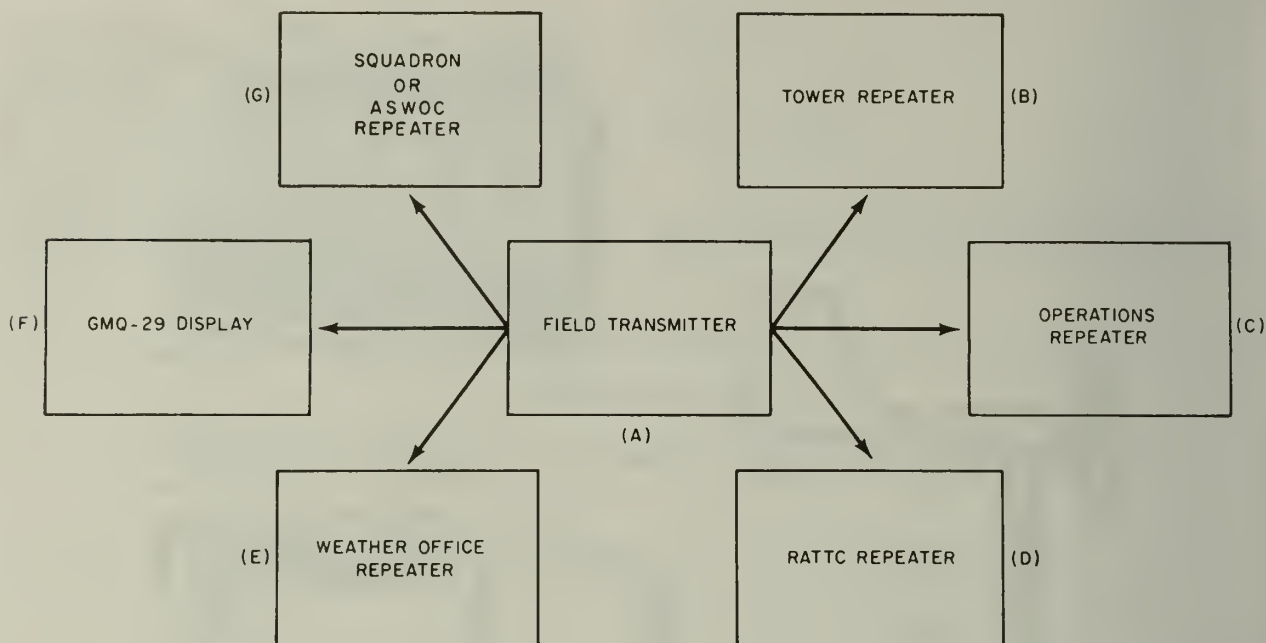 SQUADRON
OR
ASWOC
REPEATER
(G)
TOWER REPEATER
(B)
(F)
GMQ-29 DISPLAY
FIELD TRANSMITTER
(A)
OPERATIONS
REPEATER
(C)
(E)
WEATHER OFFICE
REPEATER
RATTC REPEATER
(D)